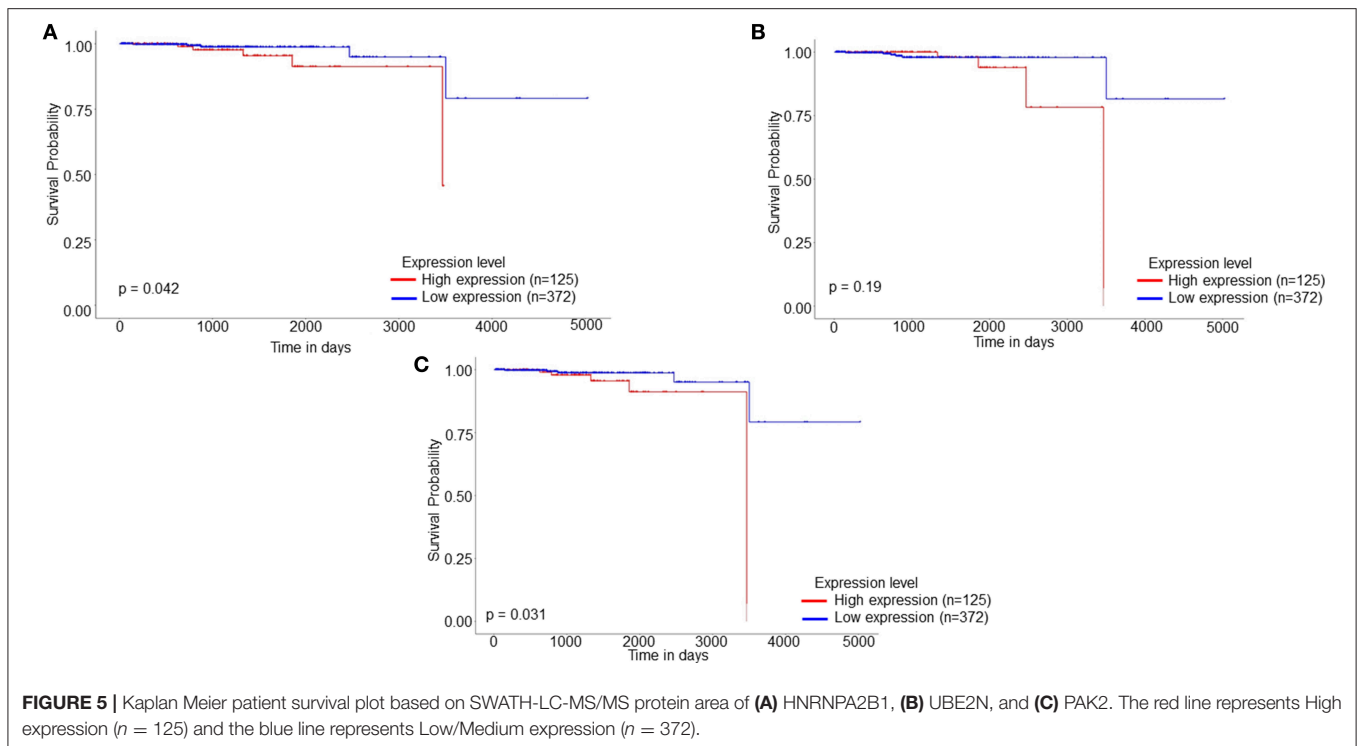 A
1.00
0.75
0.50
0.25
0.00
Survival Probability
p = 0.042
Expression level
High expression (n=125)
Low expression (n=372)
0 1000 2000 3000 4000 5000
Time in days
B
1.00
0.75
0.50
0.25
0.00
Survival Probability
p = 0.19
Expression level
High expression (n=125)
Low expression (n=372)
0 1000 2000 3000 4000 5000
Time in days
C
1.00
0.75
0.50
0.25
0.00
Survival Probability
p = 0.031
Expression level
High expression (n=125)
Low expression (n=372)
0 1000 2000 3000 4000 5000
Time in days
FIGURE 5 | Kaplan Meier patient survival plot based on SWATH-LC-MS/MS protein area of (A) HNRNPA2B1, (B) UBE2N, and (C) PAK2. The red line represents High
expression (n = 125) and the blue line represents Low/Medium expression (n = 372).